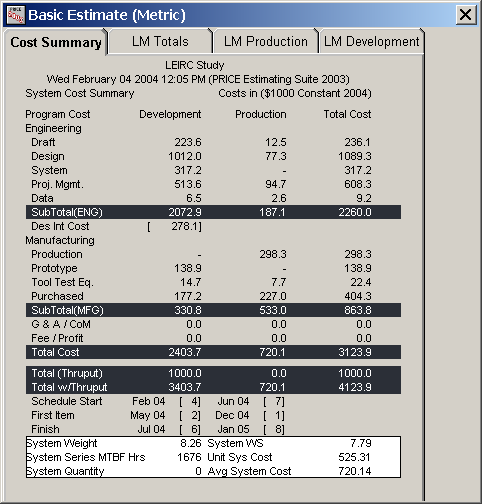 Basic Estimate (Metric)
Cost Summary LM Totals LM Production LM Development
LEIRC Study
Wed February 04 2004 12:05 PM (PRICE Estimating Suite 2003)
System Cost Summary Costs in ($1000 Constant 2004)
Program Cost Development Production Total Cost
Engineering
Draft 223.6 12.5 236.1
Design 1012.0 77.3 1089.3
System 317.2 - 317.2
Proj. Mgmt. 513.6 94.7 608.3
Data 6.5 2.6 9.2
SubTotal(ENG) 2072.9 187.1 2260.0
Des Int Cost [ 278.1]
Manufacturing
Production - 298.3 298.3
Prototype 138.9 - 138.9
Tool Test Eq. 14.7 7.7 22.4
Purchased 177.2 227.0 404.3
SubTotal(MFG) 330.8 533.0 863.8
G & A / CoM 0.0 0.0 0.0
Fee / Profit 0.0 0.0 0.0
Total Cost 2403.7 720.1 3123.9
Total (Thruput) 1000.0 0.0 1000.0
Total w/Thruput 3403.7 720.1 4123.9
Schedule Start Feb 04 [ 4] Jun 04 [ 7]
First Item May 04 [ 2] Dec 04 [ 1]
Finish Jul 04 [ 6] Jan 05 [ 8]
System Weight 8.26 System WS 7.79
System Series MTBF Hrs 1676 Unit Sys Cost 525.31
System Quantity 0 Avg System Cost 720.14